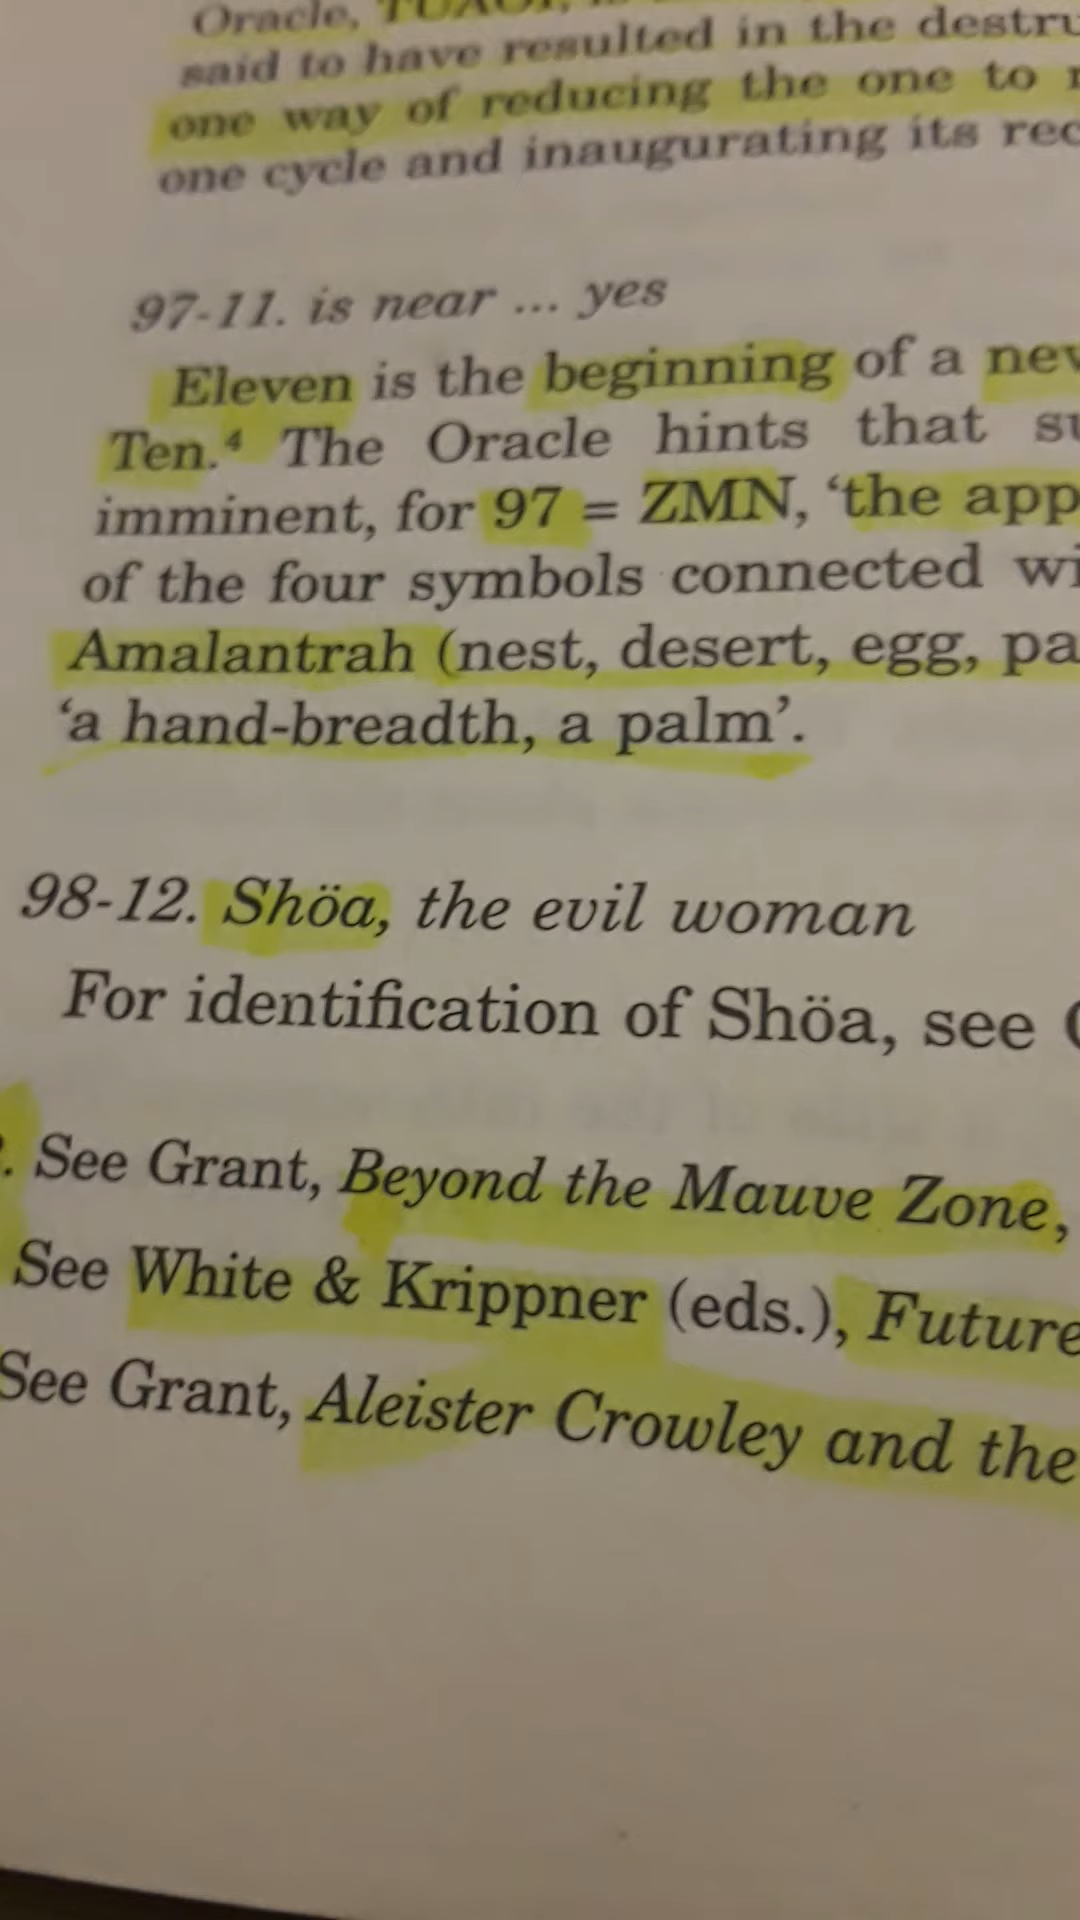 Oracle,
said to have resulted in the destru
one way of reducing the one to
one cycle and inaugurating its rec
97-11. is near ... yes
Eleven is the beginning of a nev
Ten.⁴ The Oracle hints that su
imminent, for 97 = ZMN, ‘the app
of the four symbols connected wi
Amalantrah (nest, desert, egg, pa
‘a hand-breadth, a palm’.
98-12. Shöa, the evil woman
For identification of Shöa, see
. See Grant, Beyond the Mauve Zone,
See White & Krippner (eds.), Future
See Grant, Aleister Crowley and the